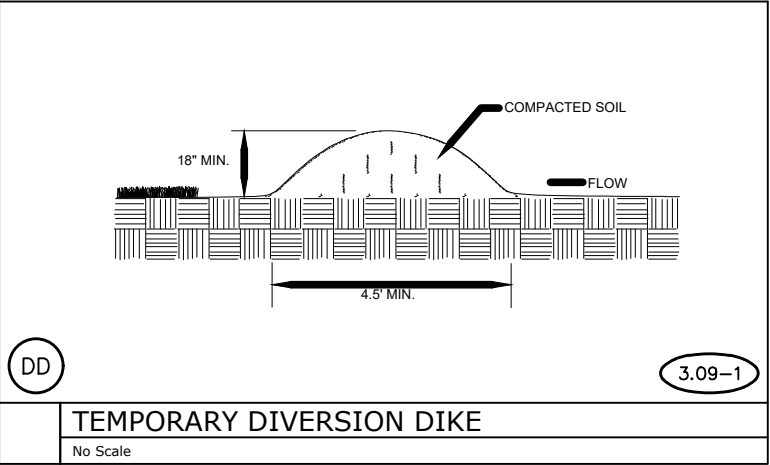 COMPACTED SOIL
18" MIN.
FLOW
4.5' MIN.
DD
3.09-1
TEMPORARY DIVERSION DIKE
No Scale